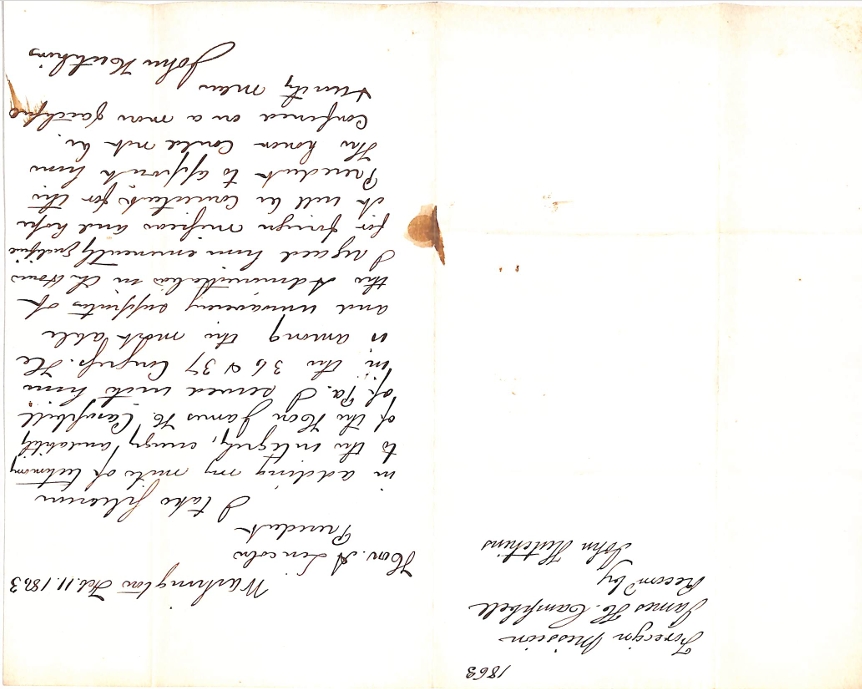 1863
Foreign Mission
James H. Campbell
Recomd by
John Hutchins
Washington Feb. 11. 1863
Hon. A Lincoln
President
I take pleasure
in adding my mite of testimony
to the integrity, energy and ability
of the Hon James H. Campbell
of Pa. I served with him
in the 36 & 37 Congress. He
is among the most able
and unwavering supporters of
the Administration in the House
I regard him eminently qualified
for foreign mission and hope
it will be consistent for the
President to appoint him
The honor could not be
conferred on a more faithful
& worthy man
John Hutchins